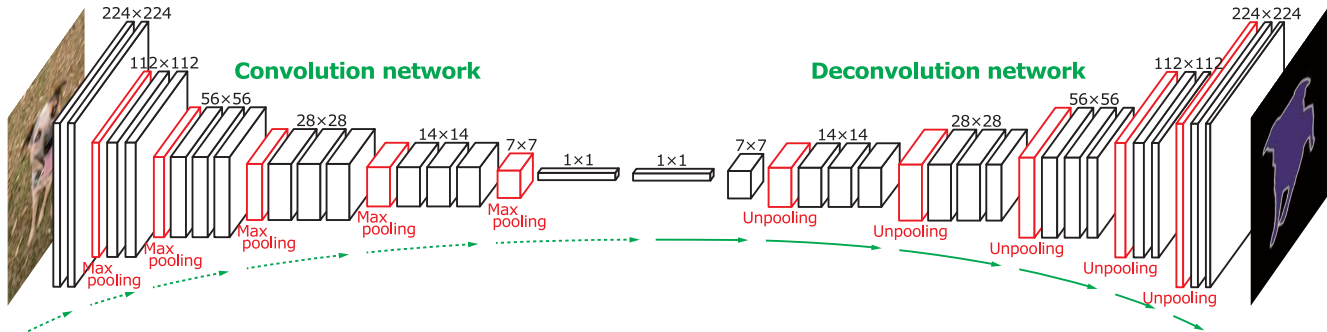 224×224
112×112
Convolution network
56×56
28×28
14×14
7×7
1×1
Max
pooling
Max
pooling
Max
pooling
Max
pooling
Max
pooling
1×1
Deconvolution network
7×7
14×14
28×28
56×56
112×112
224×224
Unpooling
Unpooling
Unpooling
Unpooling
Unpooling